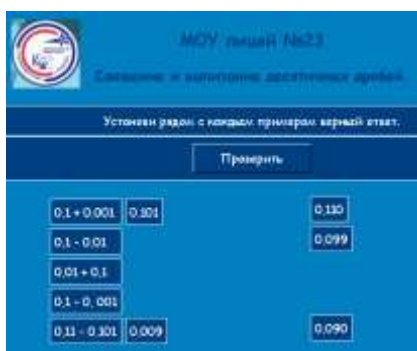 МОУ лицей №23
Сложение и вычитание десятичных дробей
Установи рядом с каждым примером верный ответ.
Проверить
0,1 + 0,001 0,101 0,110
0,1 - 0,01 0,099
0,01 + 0,1
0,1 - 0, 001
0,11 - 0,101 0,009 0,090